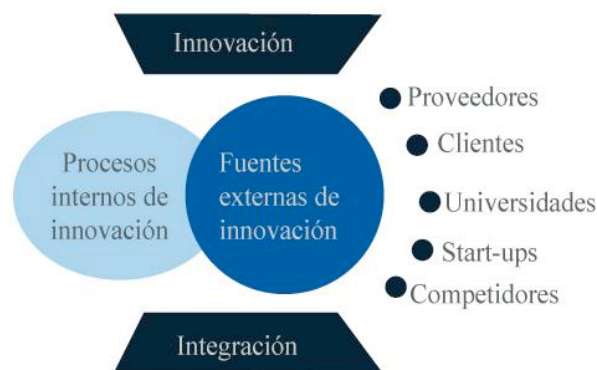 Innovación
Procesos
internos de
innovación
Fuentes
externas de
innovación
Proveedores
Clientes
Universidades
Start-ups
Competidores
Integración